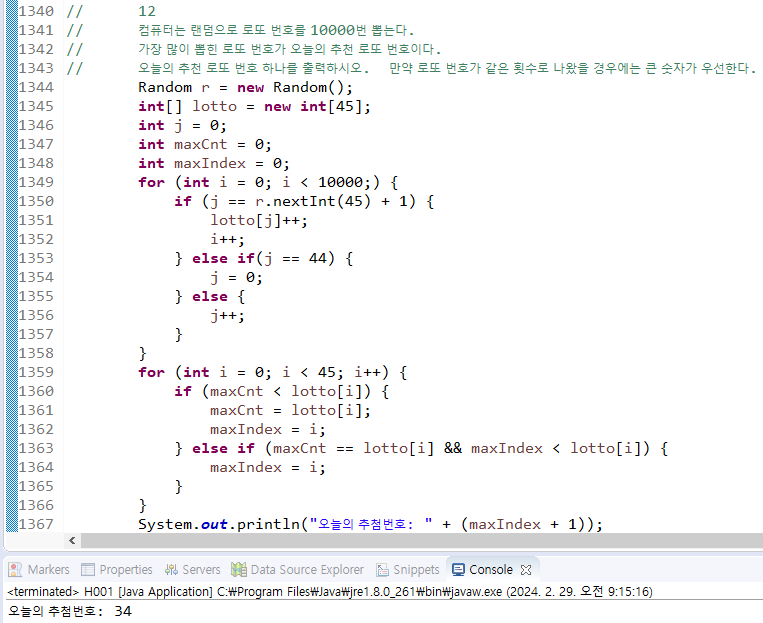 1340 //      12
1341 //      컴퓨터는 랜덤으로 로또 번호를 10000번 뽑는다.
1342 //      가장 많이 뽑힌 로또 번호가 오늘의 추천 로또 번호이다.
1343 //      오늘의 추천 로또 번호 하나를 출력하시오.  만약 로또 번호가 같은 횟수로 나왔을 경우에는 큰 숫자가 우선한다.
1344         Random r = new Random();
1345         int[] lotto = new int[45];
1346         int j = 0;
1347         int maxCnt = 0;
1348         int maxIndex = 0;
1349         for (int i = 0; i < 10000;) {
1350             if (j == r.nextInt(45) + 1) {
1351                 lotto[j]++;
1352                 i++;
1353             } else if(j == 44) {
1354                 j = 0;
1355             } else {
1356                 j++;
1357             }
1358         }
1359         for (int i = 0; i < 45; i++) {
1360             if (maxCnt < lotto[i]) {
1361                 maxCnt = lotto[i];
1362                 maxIndex = i;
1363             } else if (maxCnt == lotto[i] && maxIndex < lotto[i]) {
1364                 maxIndex = i;
1365             }
1366         }
1367         System.out.println("오늘의 추첨번호: " + (maxIndex + 1));
Markers Properties Servers Data Source Explorer Snippets Console
<terminated> H001 [Java Application] C:₩Program Files₩Java₩jre1.8.0_261₩bin₩javaw.exe (2024. 2. 29. 오전 9:15:16)
오늘의 추첨번호: 34